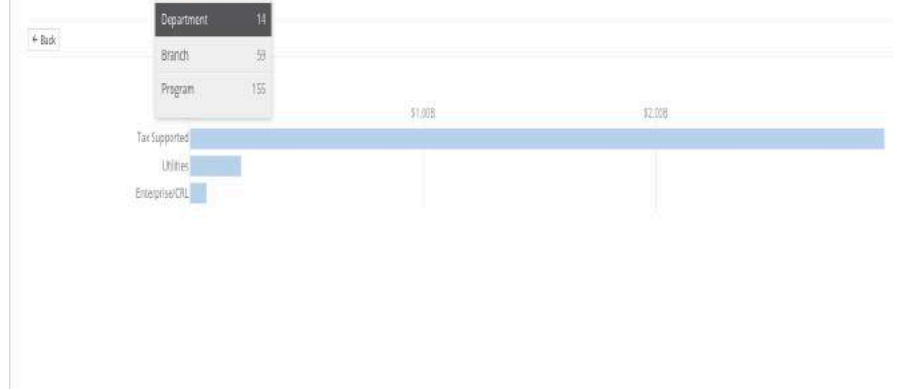 Department 14
← Back
Branch 59
Program 155
$1.00B $2.00B
Tax Supported
Utilities
Enterprise/CRL